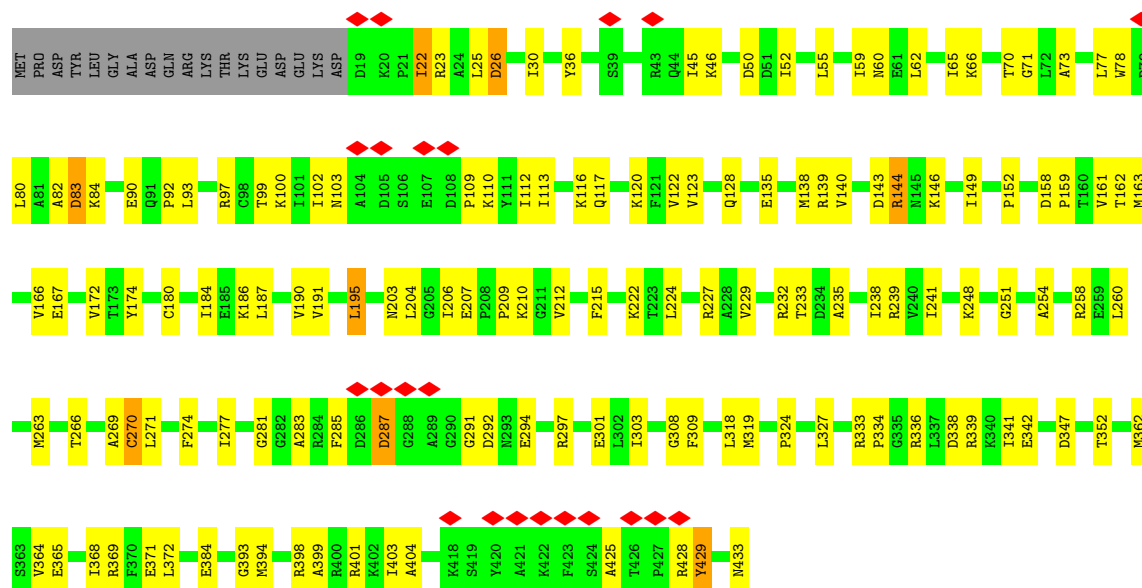 MET PRO ASP TYR LEU GLY ALA ASP GLN ARG LYS THR LYS GLU ASP GLU LYS ASP D19 K20 P21 I22 R23 A24 L25 D26 I30 Y36 S39 R43 Q44 I45 K46 D50 D51 I52 L55 I59 N60 E61 L62 I65 K66 T70 G71 L72 A73 L77 W78
L80 A81 A82 D83 K84 E90 Q91 P92 L93 R97 C98 T99 K100 I101 I102 N103 A104 D105 S106 E107 D108 P109 K110 Y111 I112 I113 K116 Q117 K120 F121 V122 V123 Q128 E135 M138 R139 V140 D143 R144 N145 K146 I149 P152 D158 P159 T160 V161 T162 M163
V166 E167 V172 T173 Y174 C180 I184 E185 K186 L187 V190 V191 L195 N203 L204 G205 I206 E207 P208 P209 K210 G211 V212 F215 K222 T223 L224 R227 A228 V229 R232 T233 D234 A235 I238 R239 V240 I241 K248 G251 A254 R258 E259 L260
M263 T266 A269 C270 L271 F274 I277 G281 G282 A283 R284 F285 D286 D287 G288 A289 G290 G291 D292 N293 E294 R297 E301 L302 I303 G308 F309 L318 M319 P324 L327 R333 P334 G335 R336 L337 D338 R339 K340 I341 E342 D347 T352 M362
S363 V364 E365 I368 R369 F370 E371 L372 E384 G393 M394 R398 A399 R400 R401 K402 I403 A404 K418 S419 Y420 A421 K422 F423 S424 A425 T426 P427 R428 Y429 N433